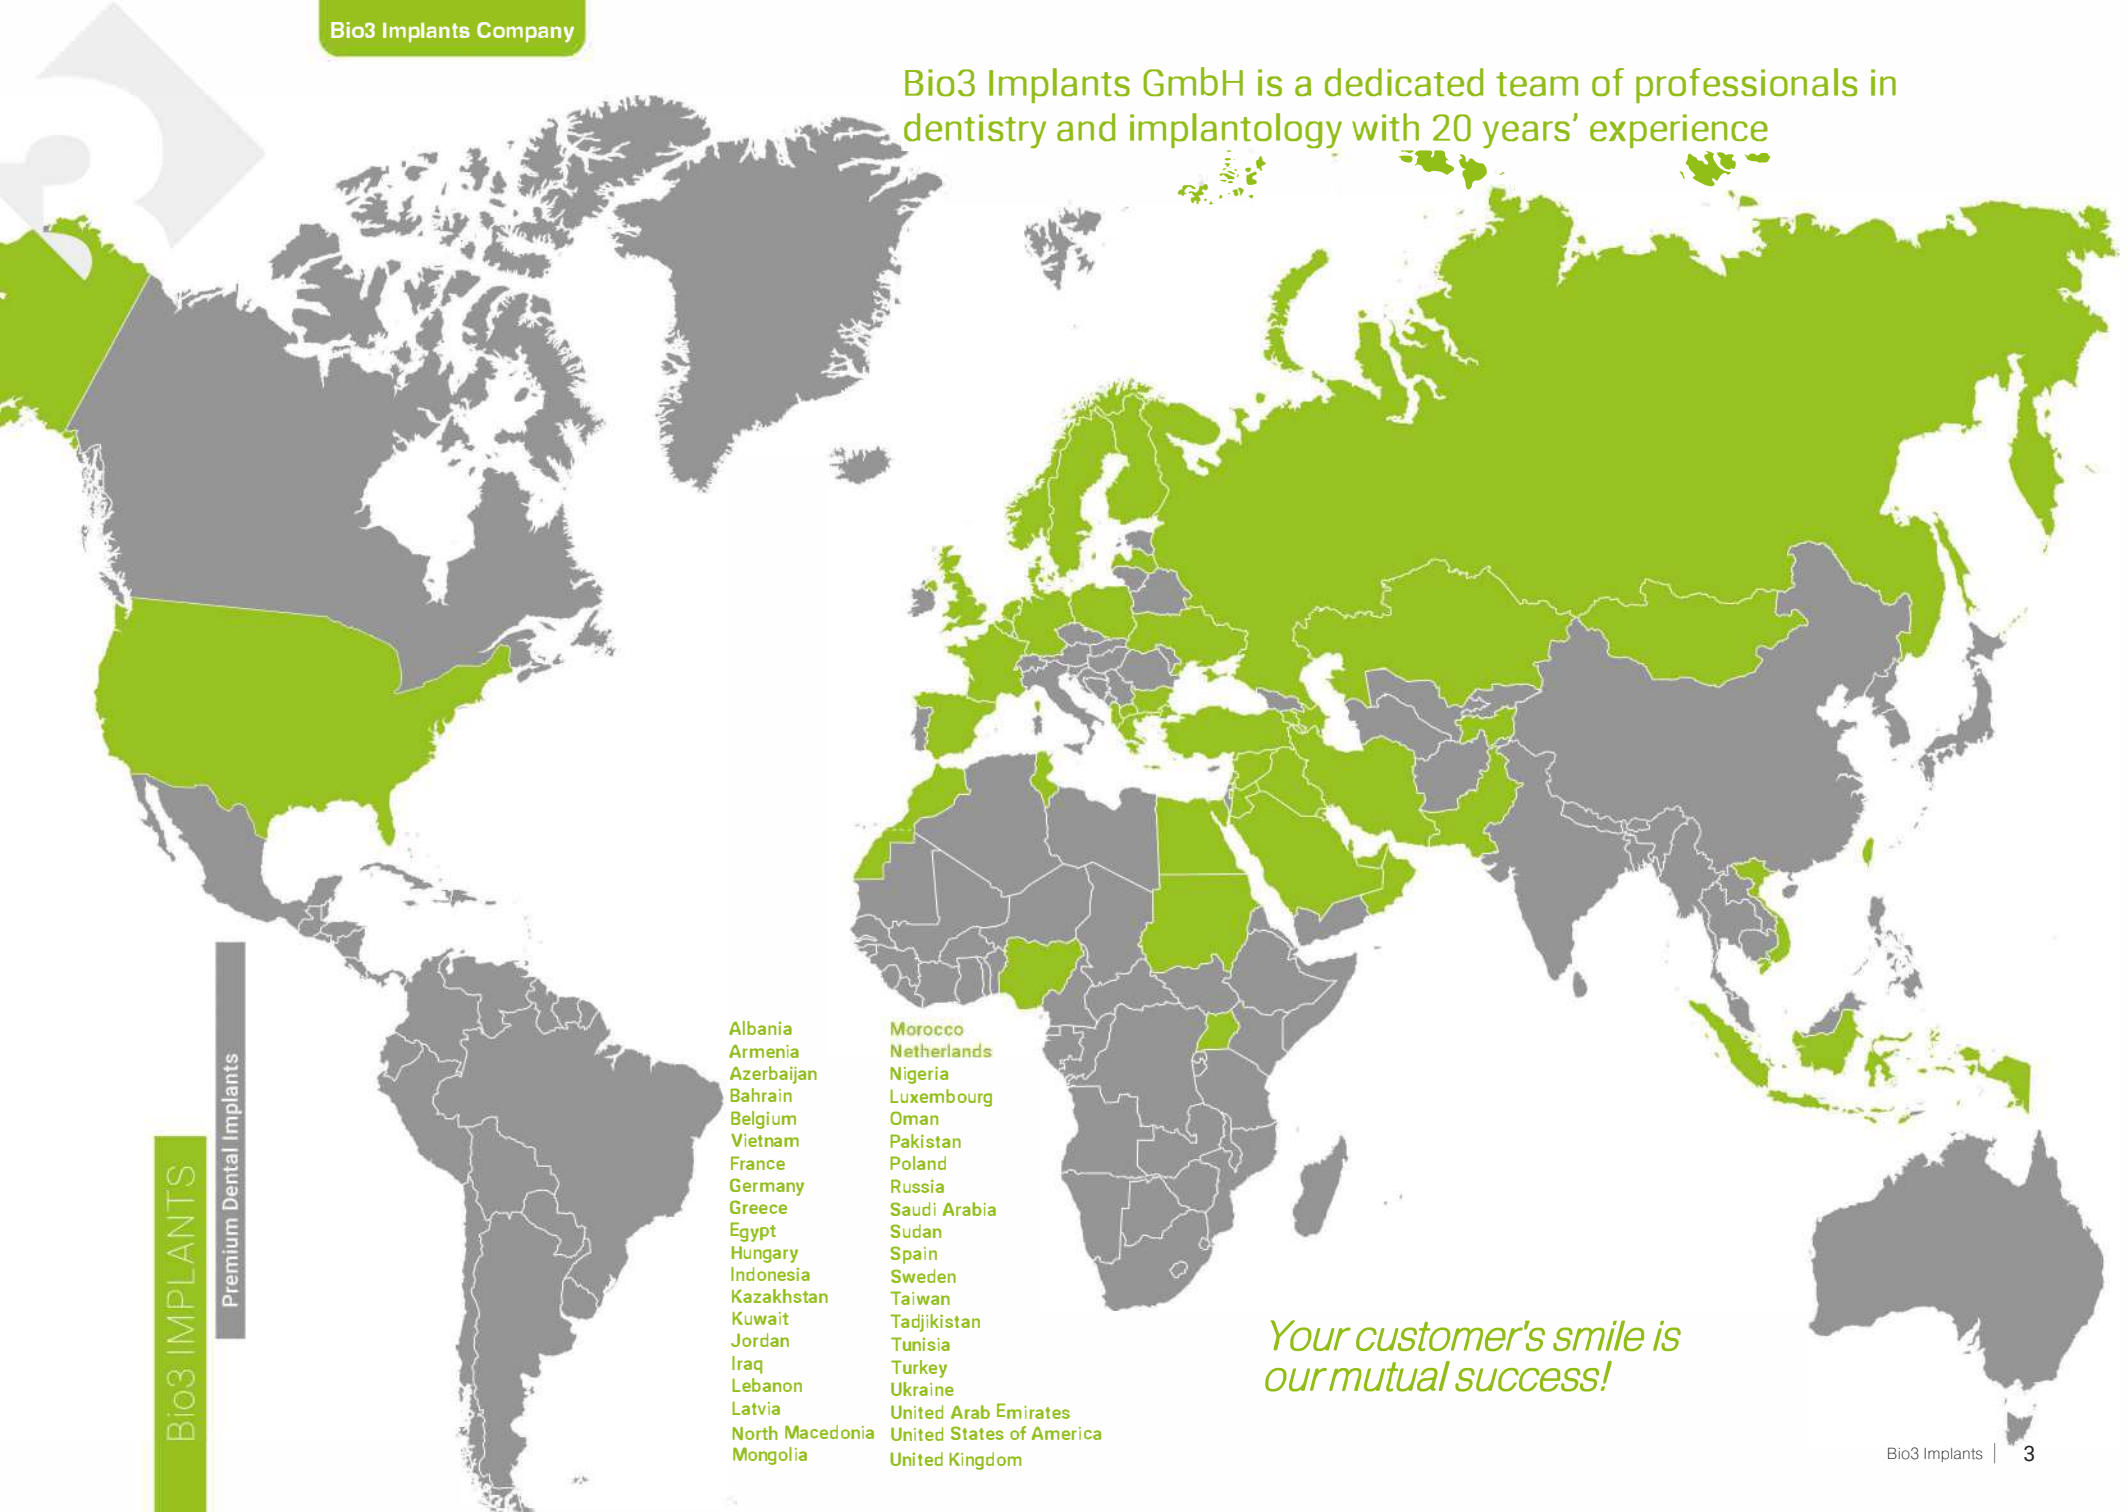 Bio3 Implants Company
Bio3 Implants GmbH is a dedicated team of professionals in
dentistry and implantology with 20 years' experience
Albania
Armenia
Azerbaijan
Bahrain
Belgium
Vietnam
France
Germany
Greece
Egypt
Hungary
Indonesia
Kazakhstan
Kuwait
Jordan
Iraq
Lebanon
Latvia
North Macedonia
Mongolia
Morocco
Netherlands
Nigeria
Luxembourg
Oman
Pakistan
Poland
Russia
Saudi Arabia
Sudan
Spain
Sweden
Taiwan
Tadjikistan
Tunisia
Turkey
Ukraine
United Arab Emirates
United States of America
United Kingdom
Your customer's smile is
our mutual success!
Bio3 IMPLANTS
Premium Dental Implants
Bio3 Implants | 3